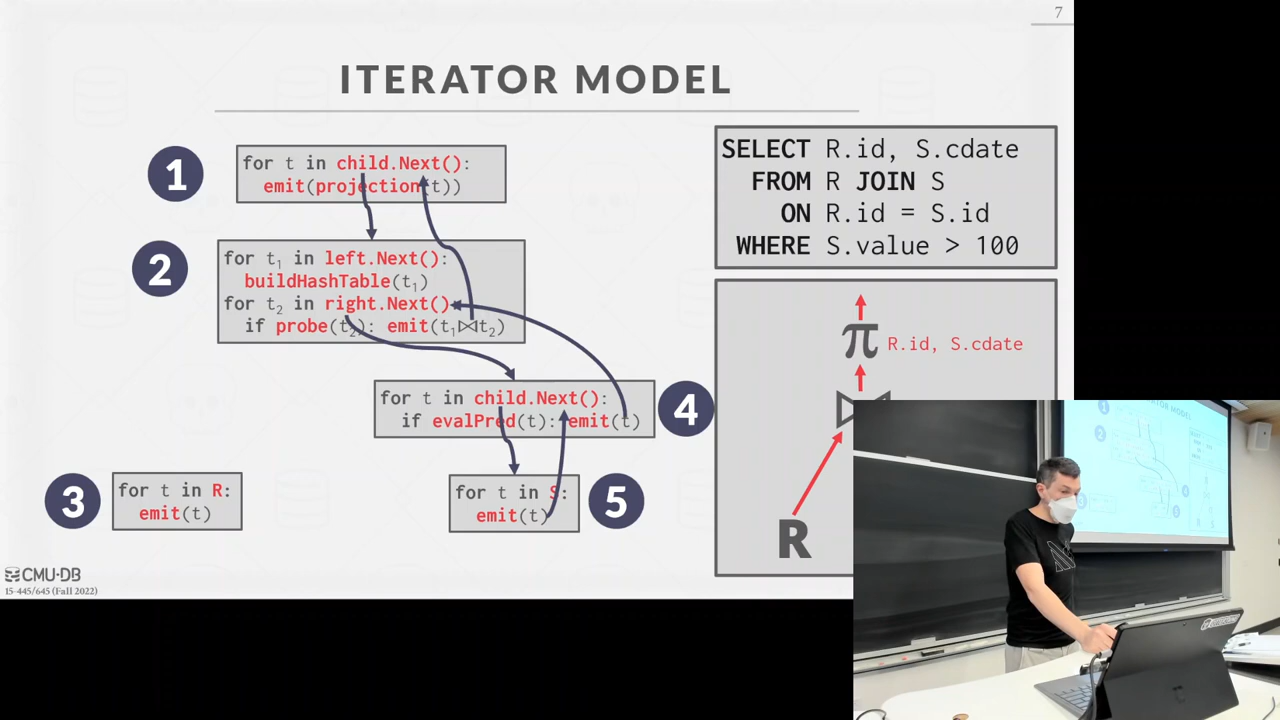 7
ITERATOR MODEL
1
for t in child.Next():
emit(projection(t))
2
for t1 in left.Next():
buildHashTable(t1)
for t2 in right.Next():
if probe(t2): emit(t1⋈t2)
for t in child.Next():
if evalPred(t): emit(t)
4
3
for t in R:
emit(t)
for t in S:
emit(t)
5
SELECT R.id, S.cdate
FROM R JOIN S
ON R.id = S.id
WHERE S.value > 100
π R.id, S.cdate
⋈
R
CMU·DB
15-445/645 (Fall 2022)
ITERATOR MODEL